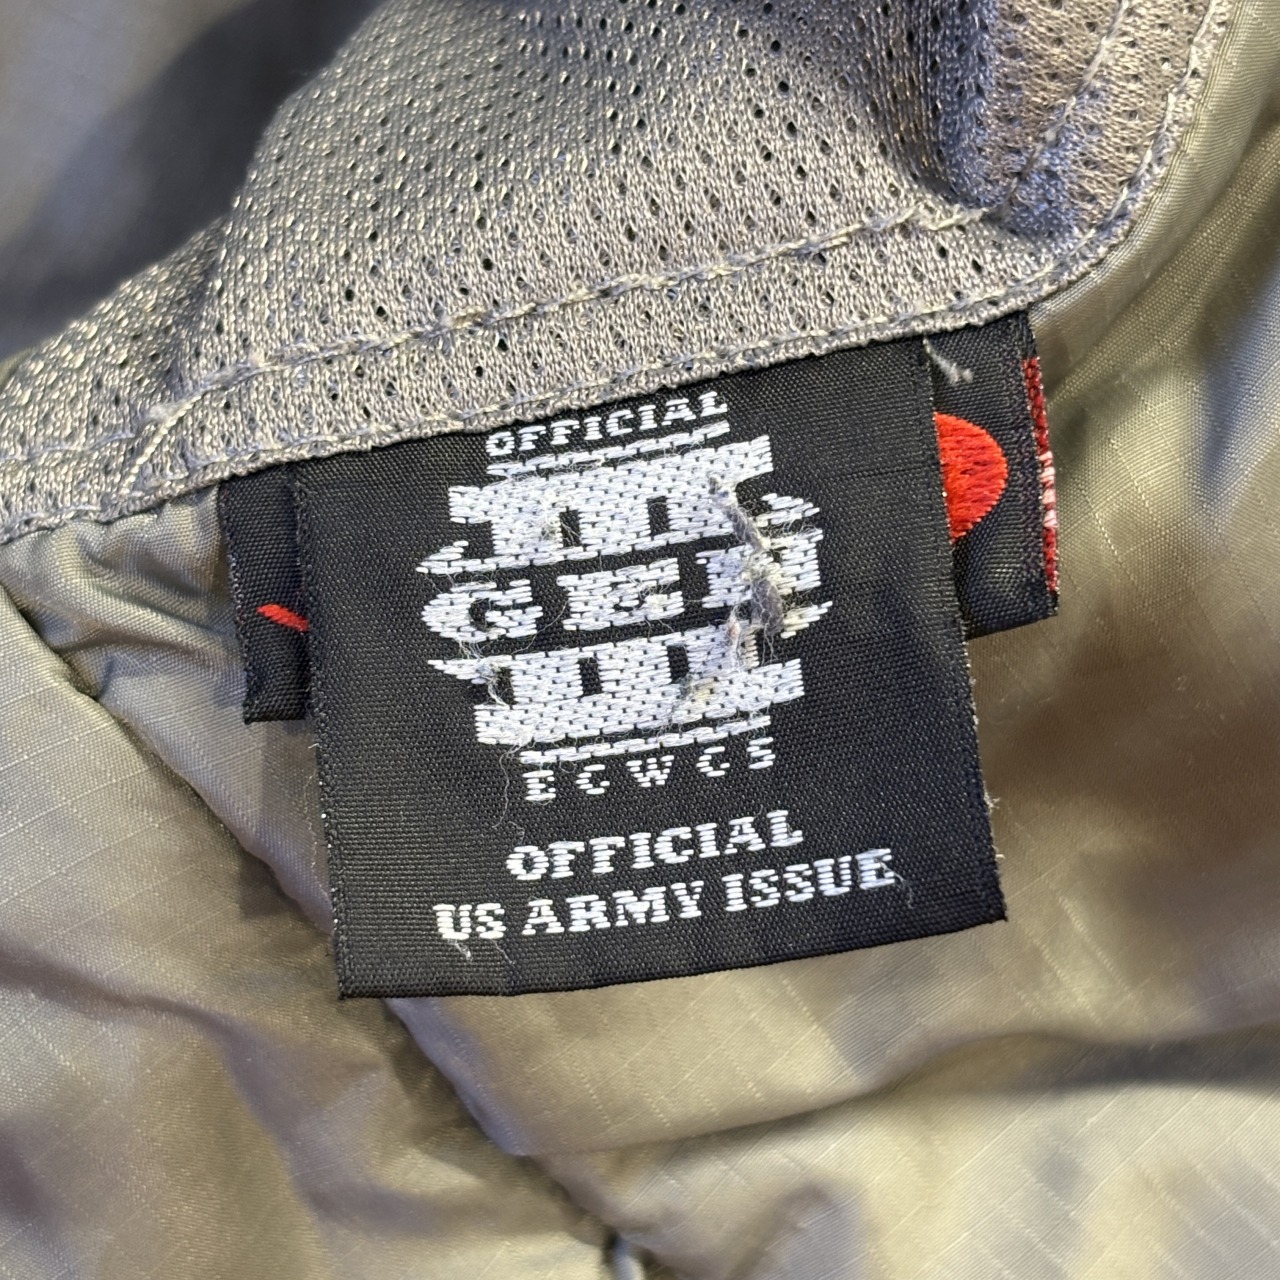 OFFICIAL
III
GEN
III
ECWCS
OFFICIAL
US ARMY ISSUE